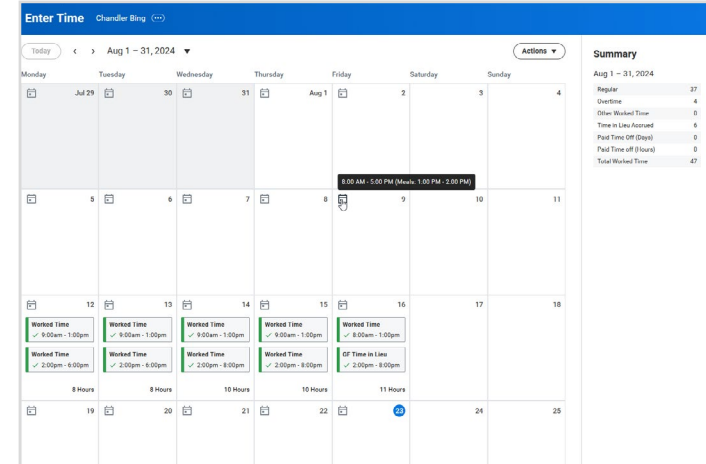 Enter Time Chandler Bing
Today Aug 1 – 31, 2024 Actions
Summary
Monday Tuesday Wednesday Thursday Friday Saturday Sunday
Aug 1 – 31, 2024
Jul 29 30 31 Aug 1 2 3 4
Regular 37
Overtime 4
Other Worked Time 0
Time in Lieu Accrued 6
Paid Time Off (Days) 0
Paid Time off (Hours) 0
Total Worked Time 47
8:00 AM - 5:00 PM (Meals: 1:00 PM - 2:00 PM)
5 6 7 8 9 10 11
12 13 14 15 16 17 18
Worked Time Worked Time Worked Time Worked Time Worked Time
9:00am - 1:00pm 9:00am - 1:00pm 9:00am - 1:00pm 9:00am - 1:00pm 8:00am - 1:00pm
Worked Time Worked Time Worked Time Worked Time GF Time in Lieu
2:00pm - 6:00pm 2:00pm - 6:00pm 2:00pm - 8:00pm 2:00pm - 8:00pm 2:00pm - 8:00pm
8 Hours 8 Hours 10 Hours 10 Hours 11 Hours
19 20 21 22 23 24 25